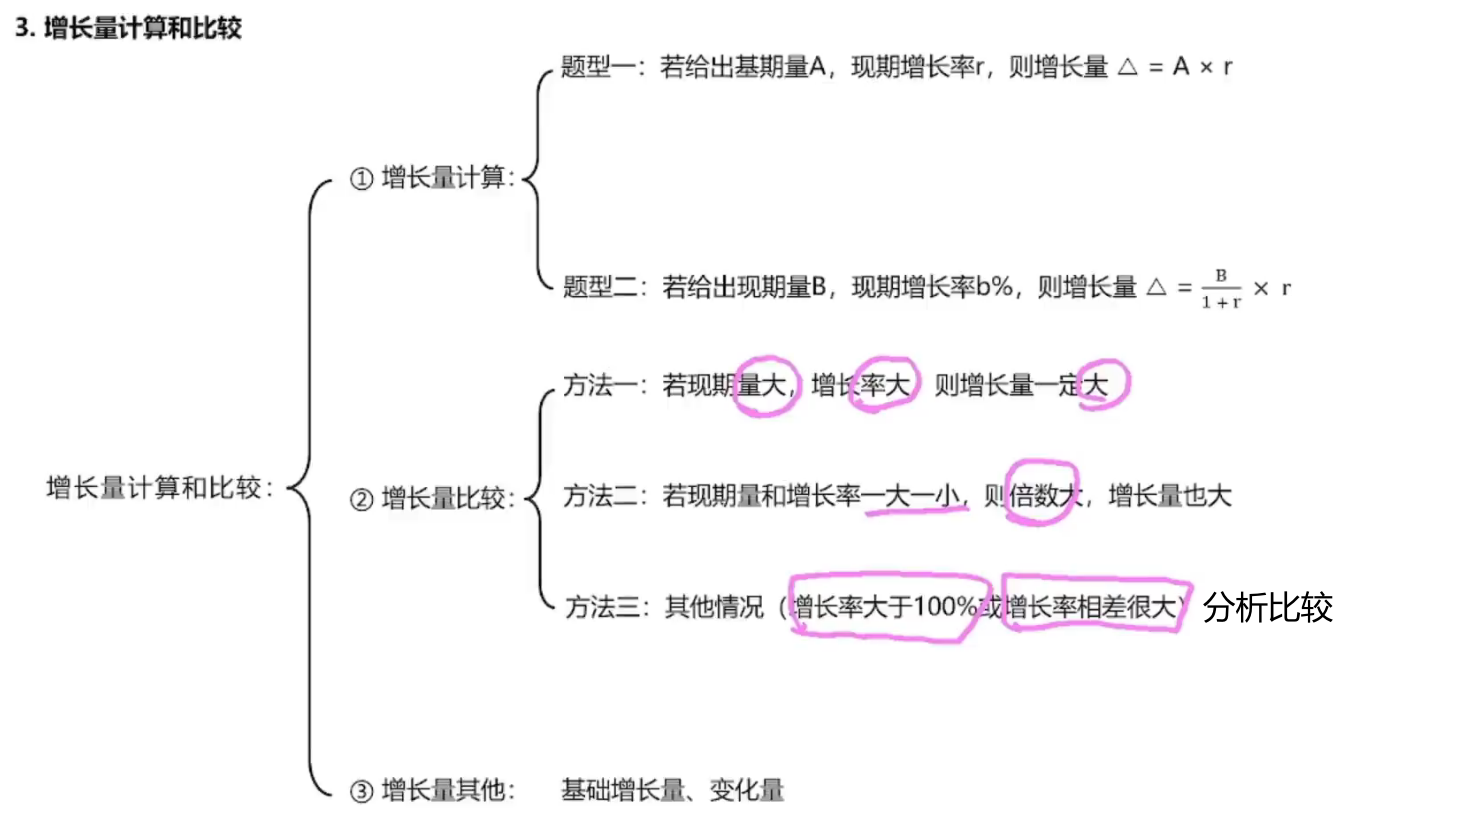 3. 增长量计算和比较
题型一：若给出基期量A，现期增长率r，则增长量 △ = A × r
① 增长量计算：
题型二：若给出现期量B，现期增长率b%，则增长量 △ = B/(1 + r) × r
方法一：若现期量大，增长率大 则增长量一定大
增长量计算和比较：
② 增长量比较：
方法二：若现期量和增长率一大一小，则倍数大，增长量也大
方法三：其他情况（增长率大于100%或增长率相差很大）分析比较
③ 增长量其他： 基础增长量、变化量